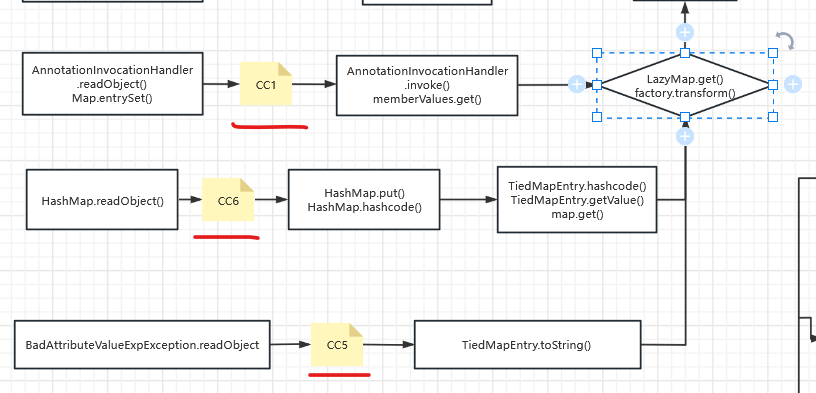 AnnotationInvocationHandler
.readObject()
Map.entrySet()
CC1
AnnotationInvocationHandler
.invoke()
memberValues.get()
LazyMap.get()
factory.transform()
HashMap.readObject()
CC6
HashMap.put()
HashMap.hashcode()
TiedMapEntry.hashcode()
TiedMapEntry.getValue()
map.get()
BadAttributeValueExpException.readObject
CC5
TiedMapEntry.toString()